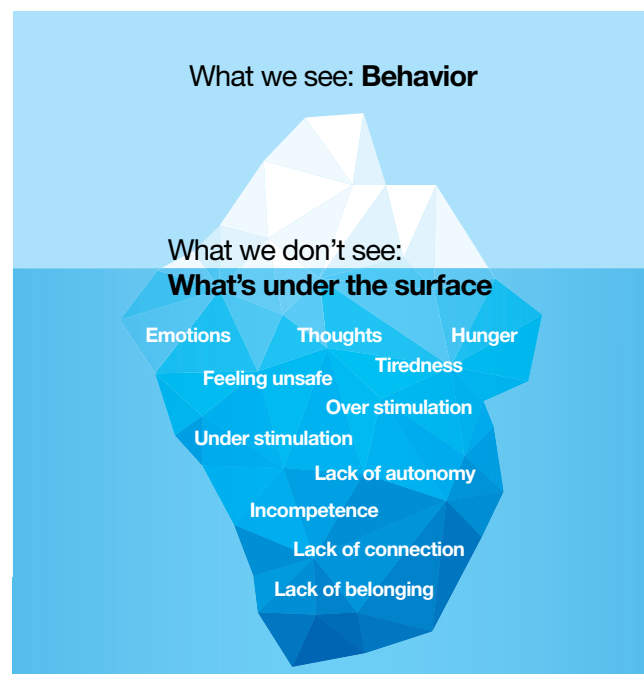 What we see: Behavior
What we don’t see:
What’s under the surface
Emotions Thoughts Hunger
Tiredness
Feeling unsafe
Over stimulation
Under stimulation
Lack of autonomy
Incompetence
Lack of connection
Lack of belonging